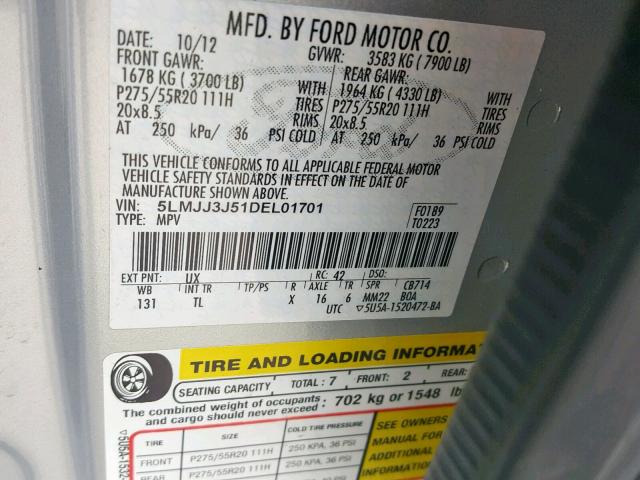 MFD. BY FORD MOTOR CO.
DATE: 10/12 GVWR: 3583 KG ( 7900 LB)
FRONT GAWR: REAR GAWR:
1678 KG ( 3700 LB) WITH 1964 KG ( 4330 LB) WITH
P275/55R20 111H TIRES P275/55R20 111H TIRES
20x8.5 RIMS 20x8.5 RIMS
AT 250 kPa/ 36 PSI COLD AT 250 kPa/ 36 PSI COLD
THIS VEHICLE CONFORMS TO ALL APPLICABLE FEDERAL MOTOR
VEHICLE SAFETY STANDARDS IN EFFECT ON THE DATE OF
MANUFACTURE SHOWN ABOVE.
VIN: 5LMJJ3J51DEL01701 F0189
TYPE: MPV T0223
EXT PNT: UX RC: 42 DSO:
WB INT TR TP/PS R AXLE TR SPR CB714
131 TL X 16 6 MM22 BOA
UTC ▽5U5A-1520472-BA
TIRE AND LOADING INFORMA
SEATING CAPACITY TOTAL: 7 FRONT: 2 REAR:
The combined weight of occupants
and cargo should never exceed : 702 kg or 1548 lb
TIRE SIZE COLD TIRE PRESSURE SEE OWNERS
FRONT P275/55R20 111H 250 KPA, 36 PSI MANUAL FOR
ADDITIONAL
REAR P275/55R20 111H INFORMATION